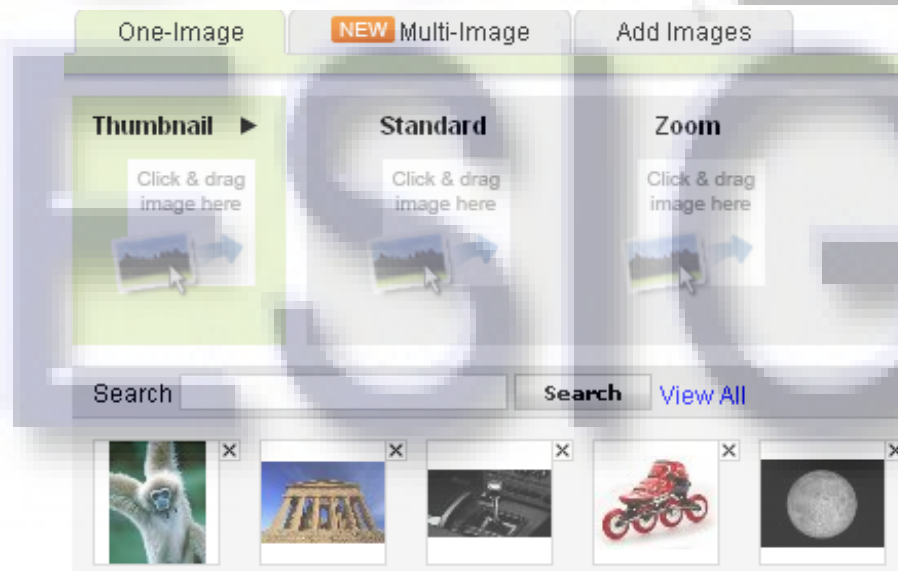 One-Image NEW Multi-Image Add Images
Thumbnail Standard Zoom
Click & drag Click & drag Click & drag
image here image here image here
ESIG
Search Search View All